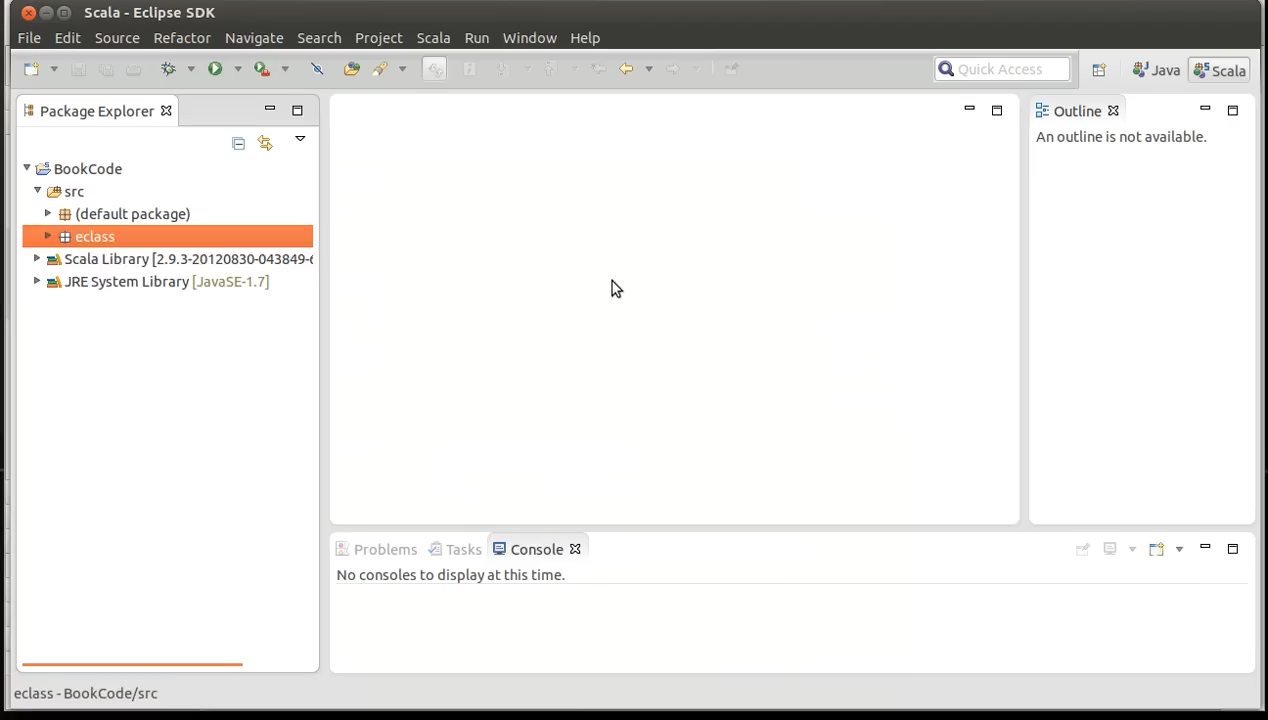 Scala - Eclipse SDK
File Edit Source Refactor Navigate Search Project Scala Run Window Help
Quick Access Java Scala
Package Explorer
BookCode
src
(default package)
eclass
Scala Library [2.9.3-20120830-043849-6
JRE System Library [JavaSE-1.7]
Outline
An outline is not available.
Problems Tasks Console
No consoles to display at this time.
eclass - BookCode/src